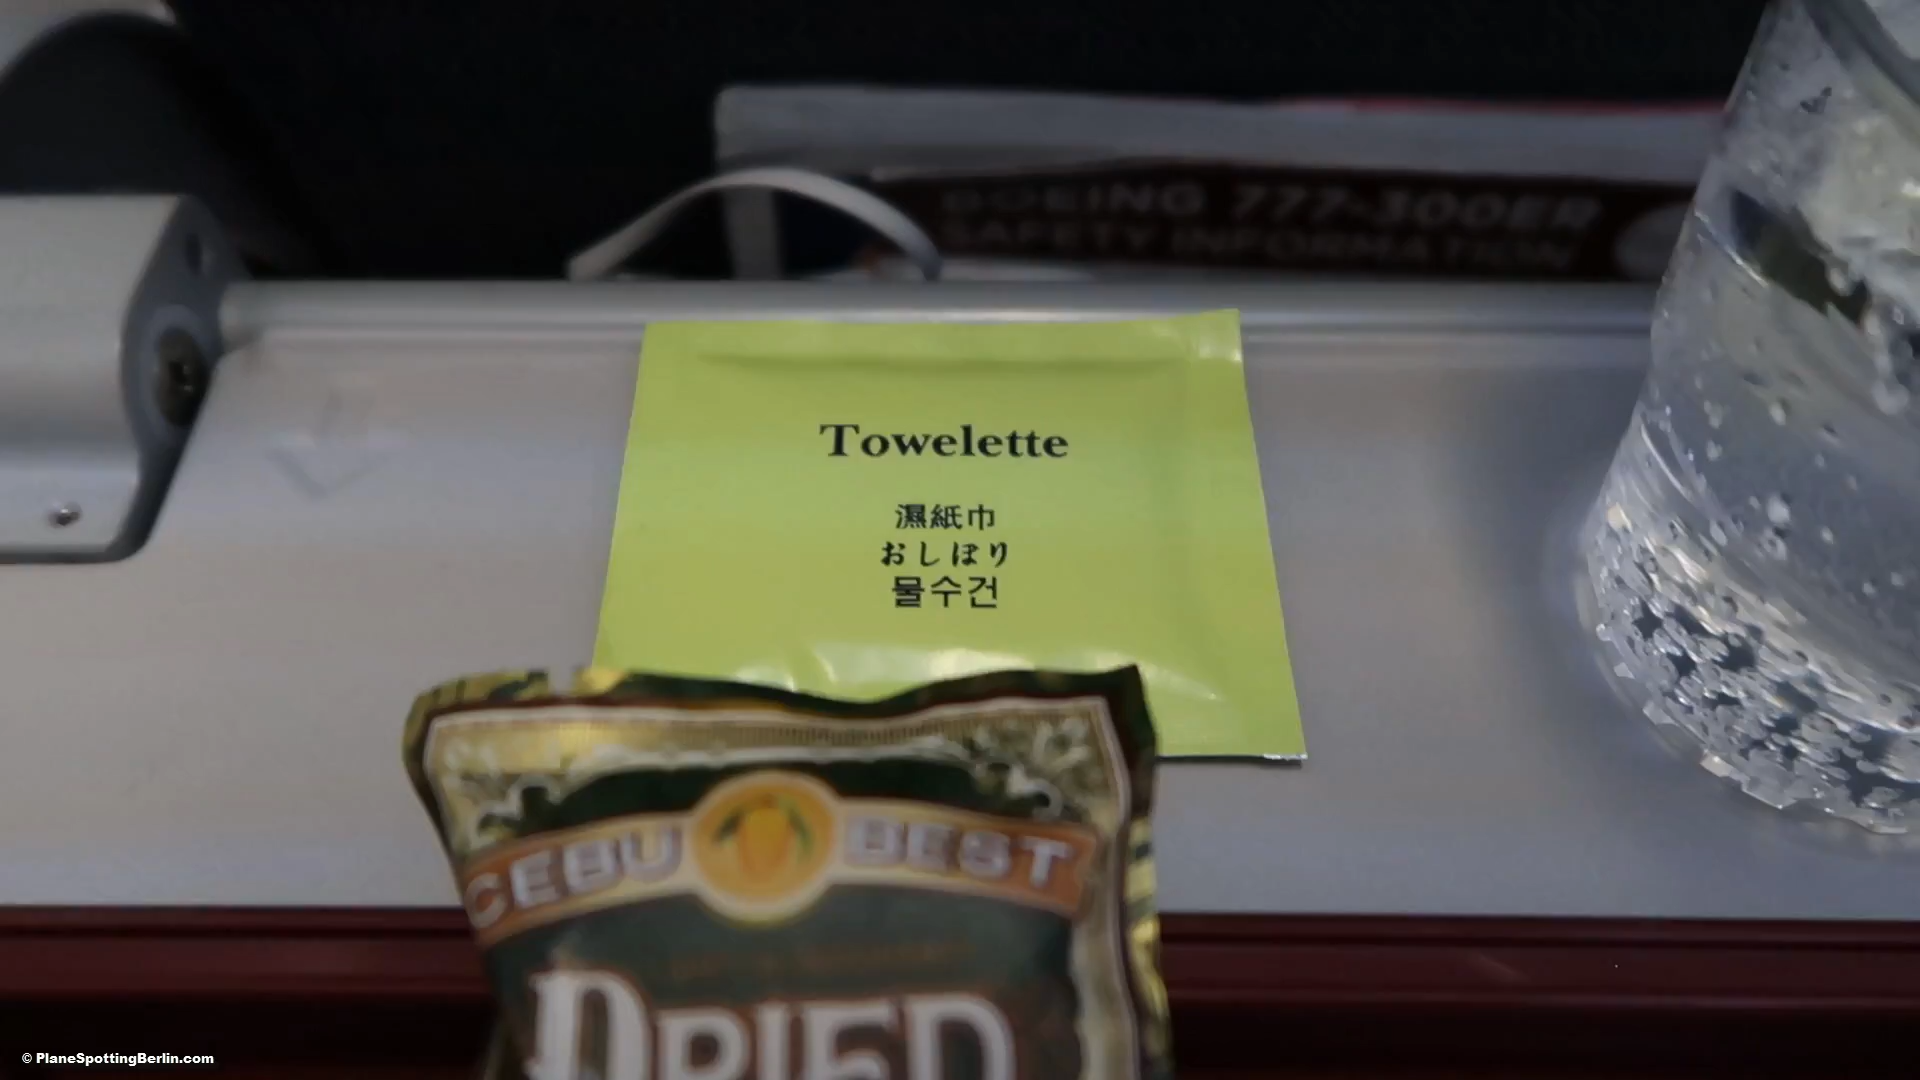 BOEING 777-300ER
SAFETY INFORMATION
Towelette
濕紙巾
おしぼり
물수건
CEBU BEST
DRIED
© PlaneSpottingBerlin.com